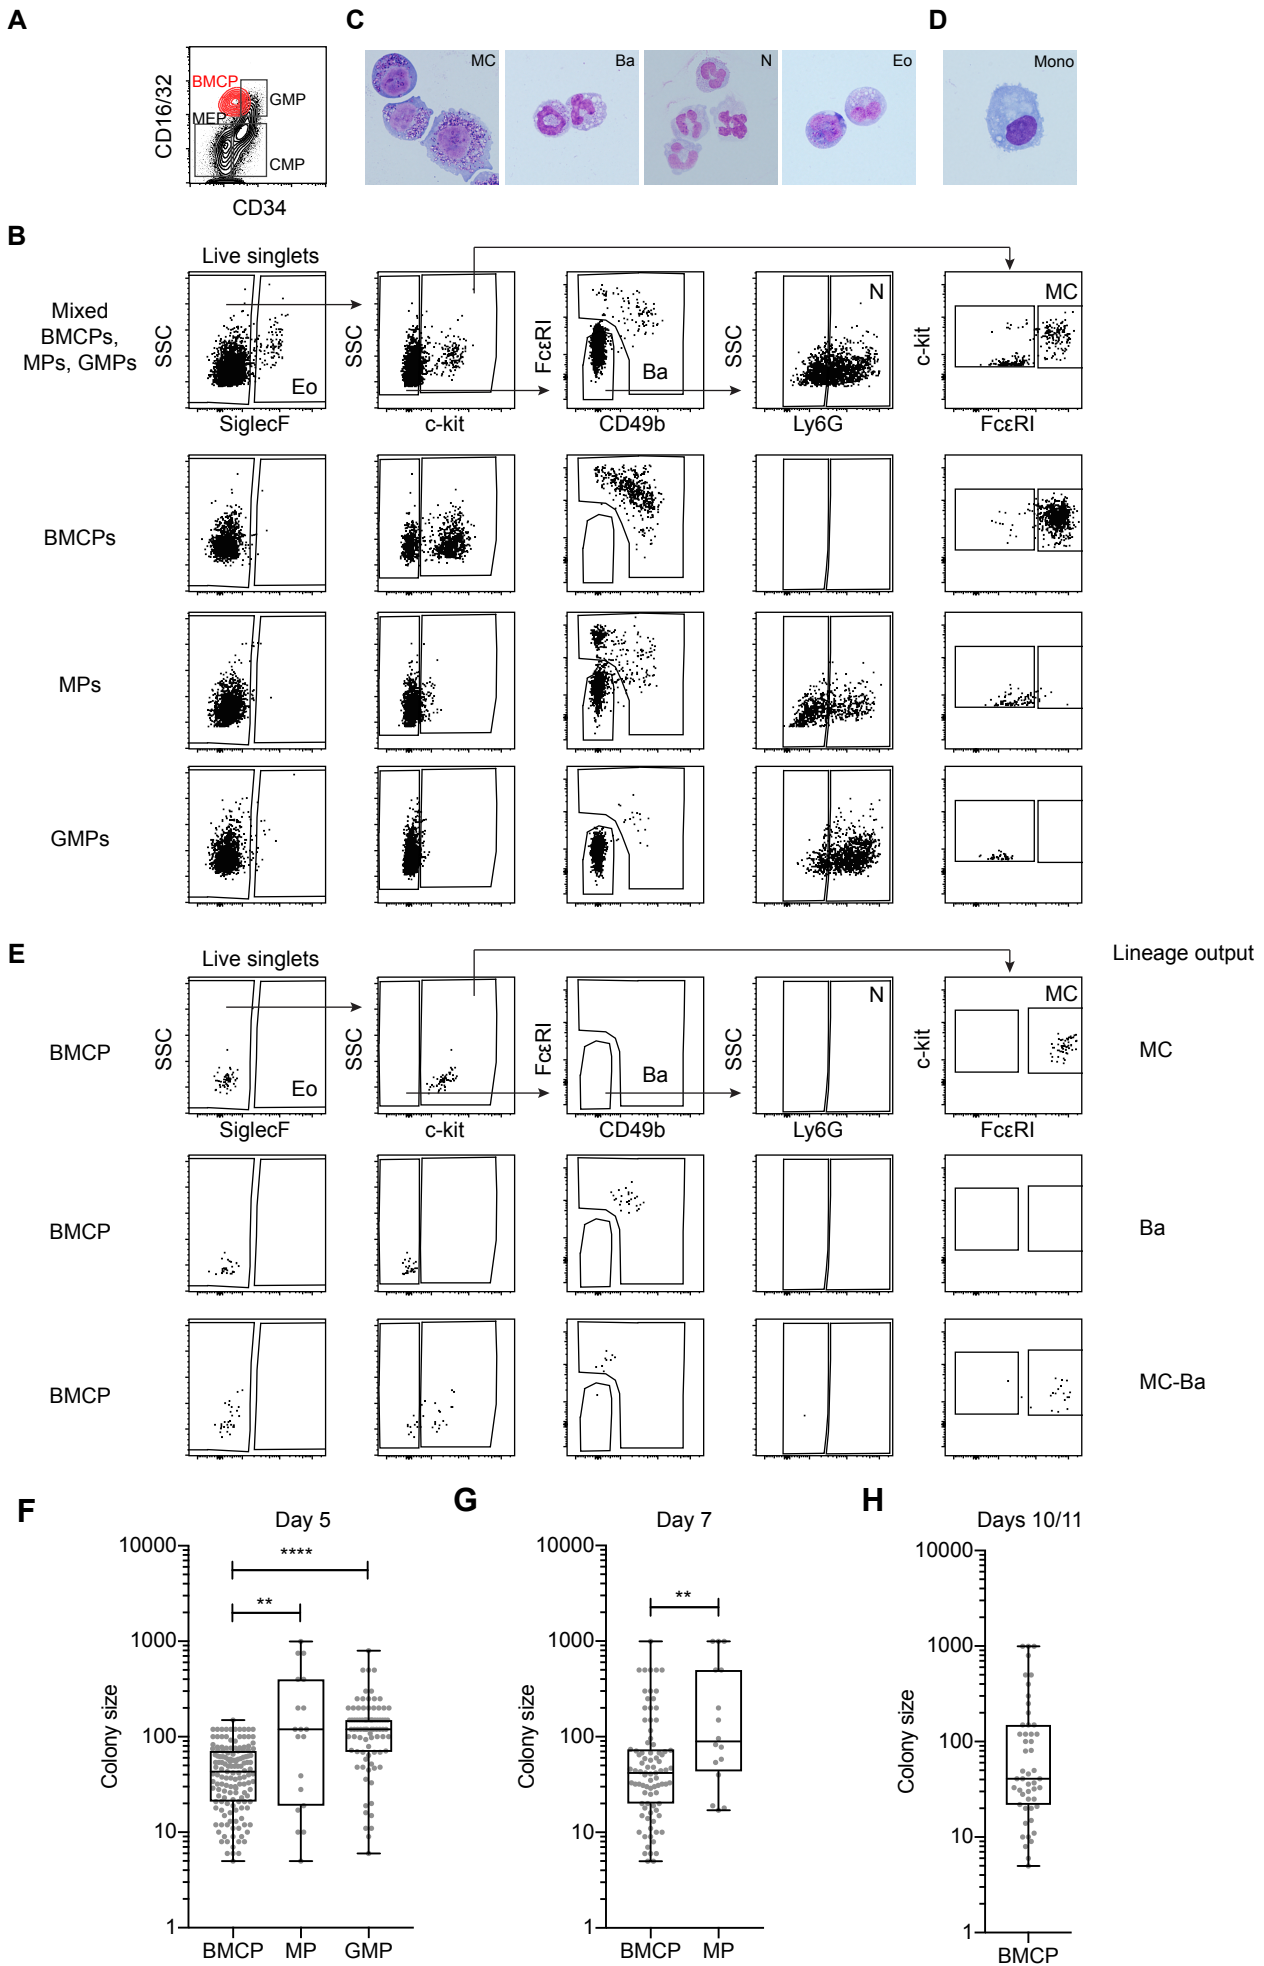 A
CD16/32
BMCP
MEP
GMP
CMP
CD34
C
MC
Ba
N
Eo
D
Mono
B
Live singlets
Mixed
BMCPs,
MPs, GMPs
SSC
Eo
SiglecF
SSC
c-kit
FcεRI
Ba
CD49b
SSC
N
Ly6G
c-kit
MC
FcεRI
BMCPs
MPs
GMPs
E
Live singlets
Lineage output
BMCP
SSC
Eo
SiglecF
SSC
c-kit
FcεRI
Ba
CD49b
SSC
N
Ly6G
c-kit
MC
FcεRI
MC
BMCP
Ba
BMCP
MC-Ba
F
Day 5
Colony size
10000
1000
100
10
1
****
**
BMCP MP GMP
G
Day 7
Colony size
10000
1000
100
10
1
**
BMCP MP
H
Days 10/11
Colony size
10000
1000
100
10
1
BMCP